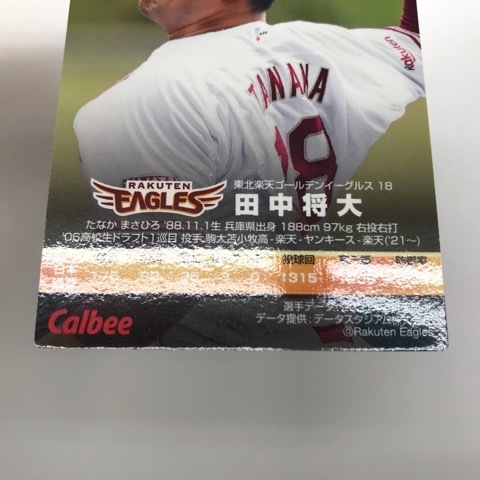 Rakuten
TANAKA
18
RAKUTEN
EAGLES
東北楽天ゴールデンイーグルス 18
田中将大
たなか まさひろ '88.11.1生 兵庫県出身 188cm 97kg 右投右打
'06高校生ドラフト1巡目 投手 駒大苫小牧高 - 楽天 - ヤンキース - 楽天('21~)
投球回 防御率
1315
選手データ
Calbee
データ提供:データスタジアム
©Rakuten Eagles